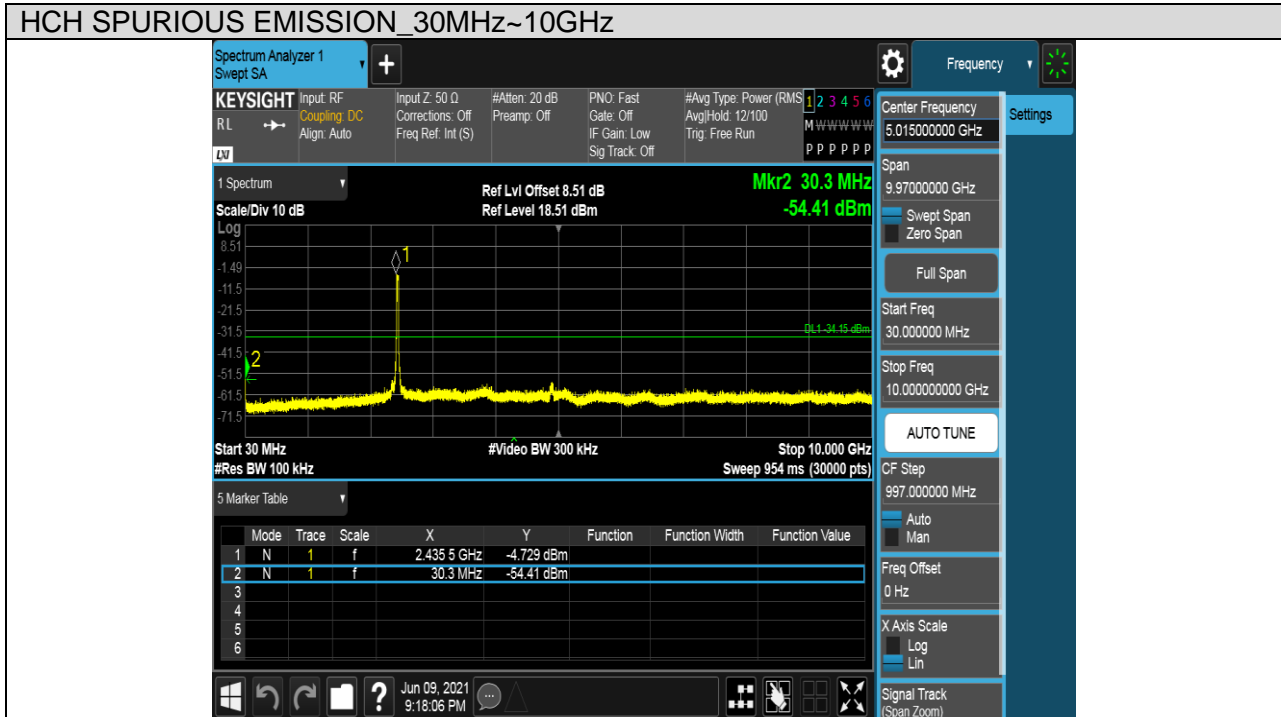 HCH SPURIOUS EMISSION_30MHz~10GHz
Spectrum Analyzer 1
Swept SA
+
Frequency
KEYSIGHT
RL
LXI
Input: RF
Coupling: DC
Align: Auto
Input Z: 50 Ω
Corrections: Off
Freq Ref: Int (S)
#Atten: 20 dB
Preamp: Off
PNO: Fast
Gate: Off
IF Gain: Low
Sig Track: Off
#Avg Type: Power (RMS
Avg|Hold: 12/100
Trig: Free Run
1 2 3 4 5 6
M W W W W W
P P P P P P
1 Spectrum
Scale/Div 10 dB
Ref Lvl Offset 8.51 dB
Ref Level 18.51 dBm
Mkr2 30.3 MHz
-54.41 dBm
Log
8.51
-1.49
-11.5
-21.5
-31.5
-41.5
-51.5
-61.5
-71.5
1
2
DL1 -34.15 dBm
Start 30 MHz
#Video BW 300 kHz
Stop 10.000 GHz
#Res BW 100 kHz
Sweep 954 ms (30000 pts)
5 Marker Table
Mode Trace Scale X Y Function Function Width Function Value
1 N 1 f 2.435 5 GHz -4.729 dBm
2 N 1 f 30.3 MHz -54.41 dBm
3
4
5
6
?
Jun 09, 2021
9:18:06 PM
Center Frequency
5.015000000 GHz
Settings
Span
9.97000000 GHz
Swept Span
Zero Span
Full Span
Start Freq
30.000000 MHz
Stop Freq
10.000000000 GHz
AUTO TUNE
CF Step
997.000000 MHz
Auto
Man
Freq Offset
0 Hz
X Axis Scale
Log
Lin
Signal Track
(Span Zoom)